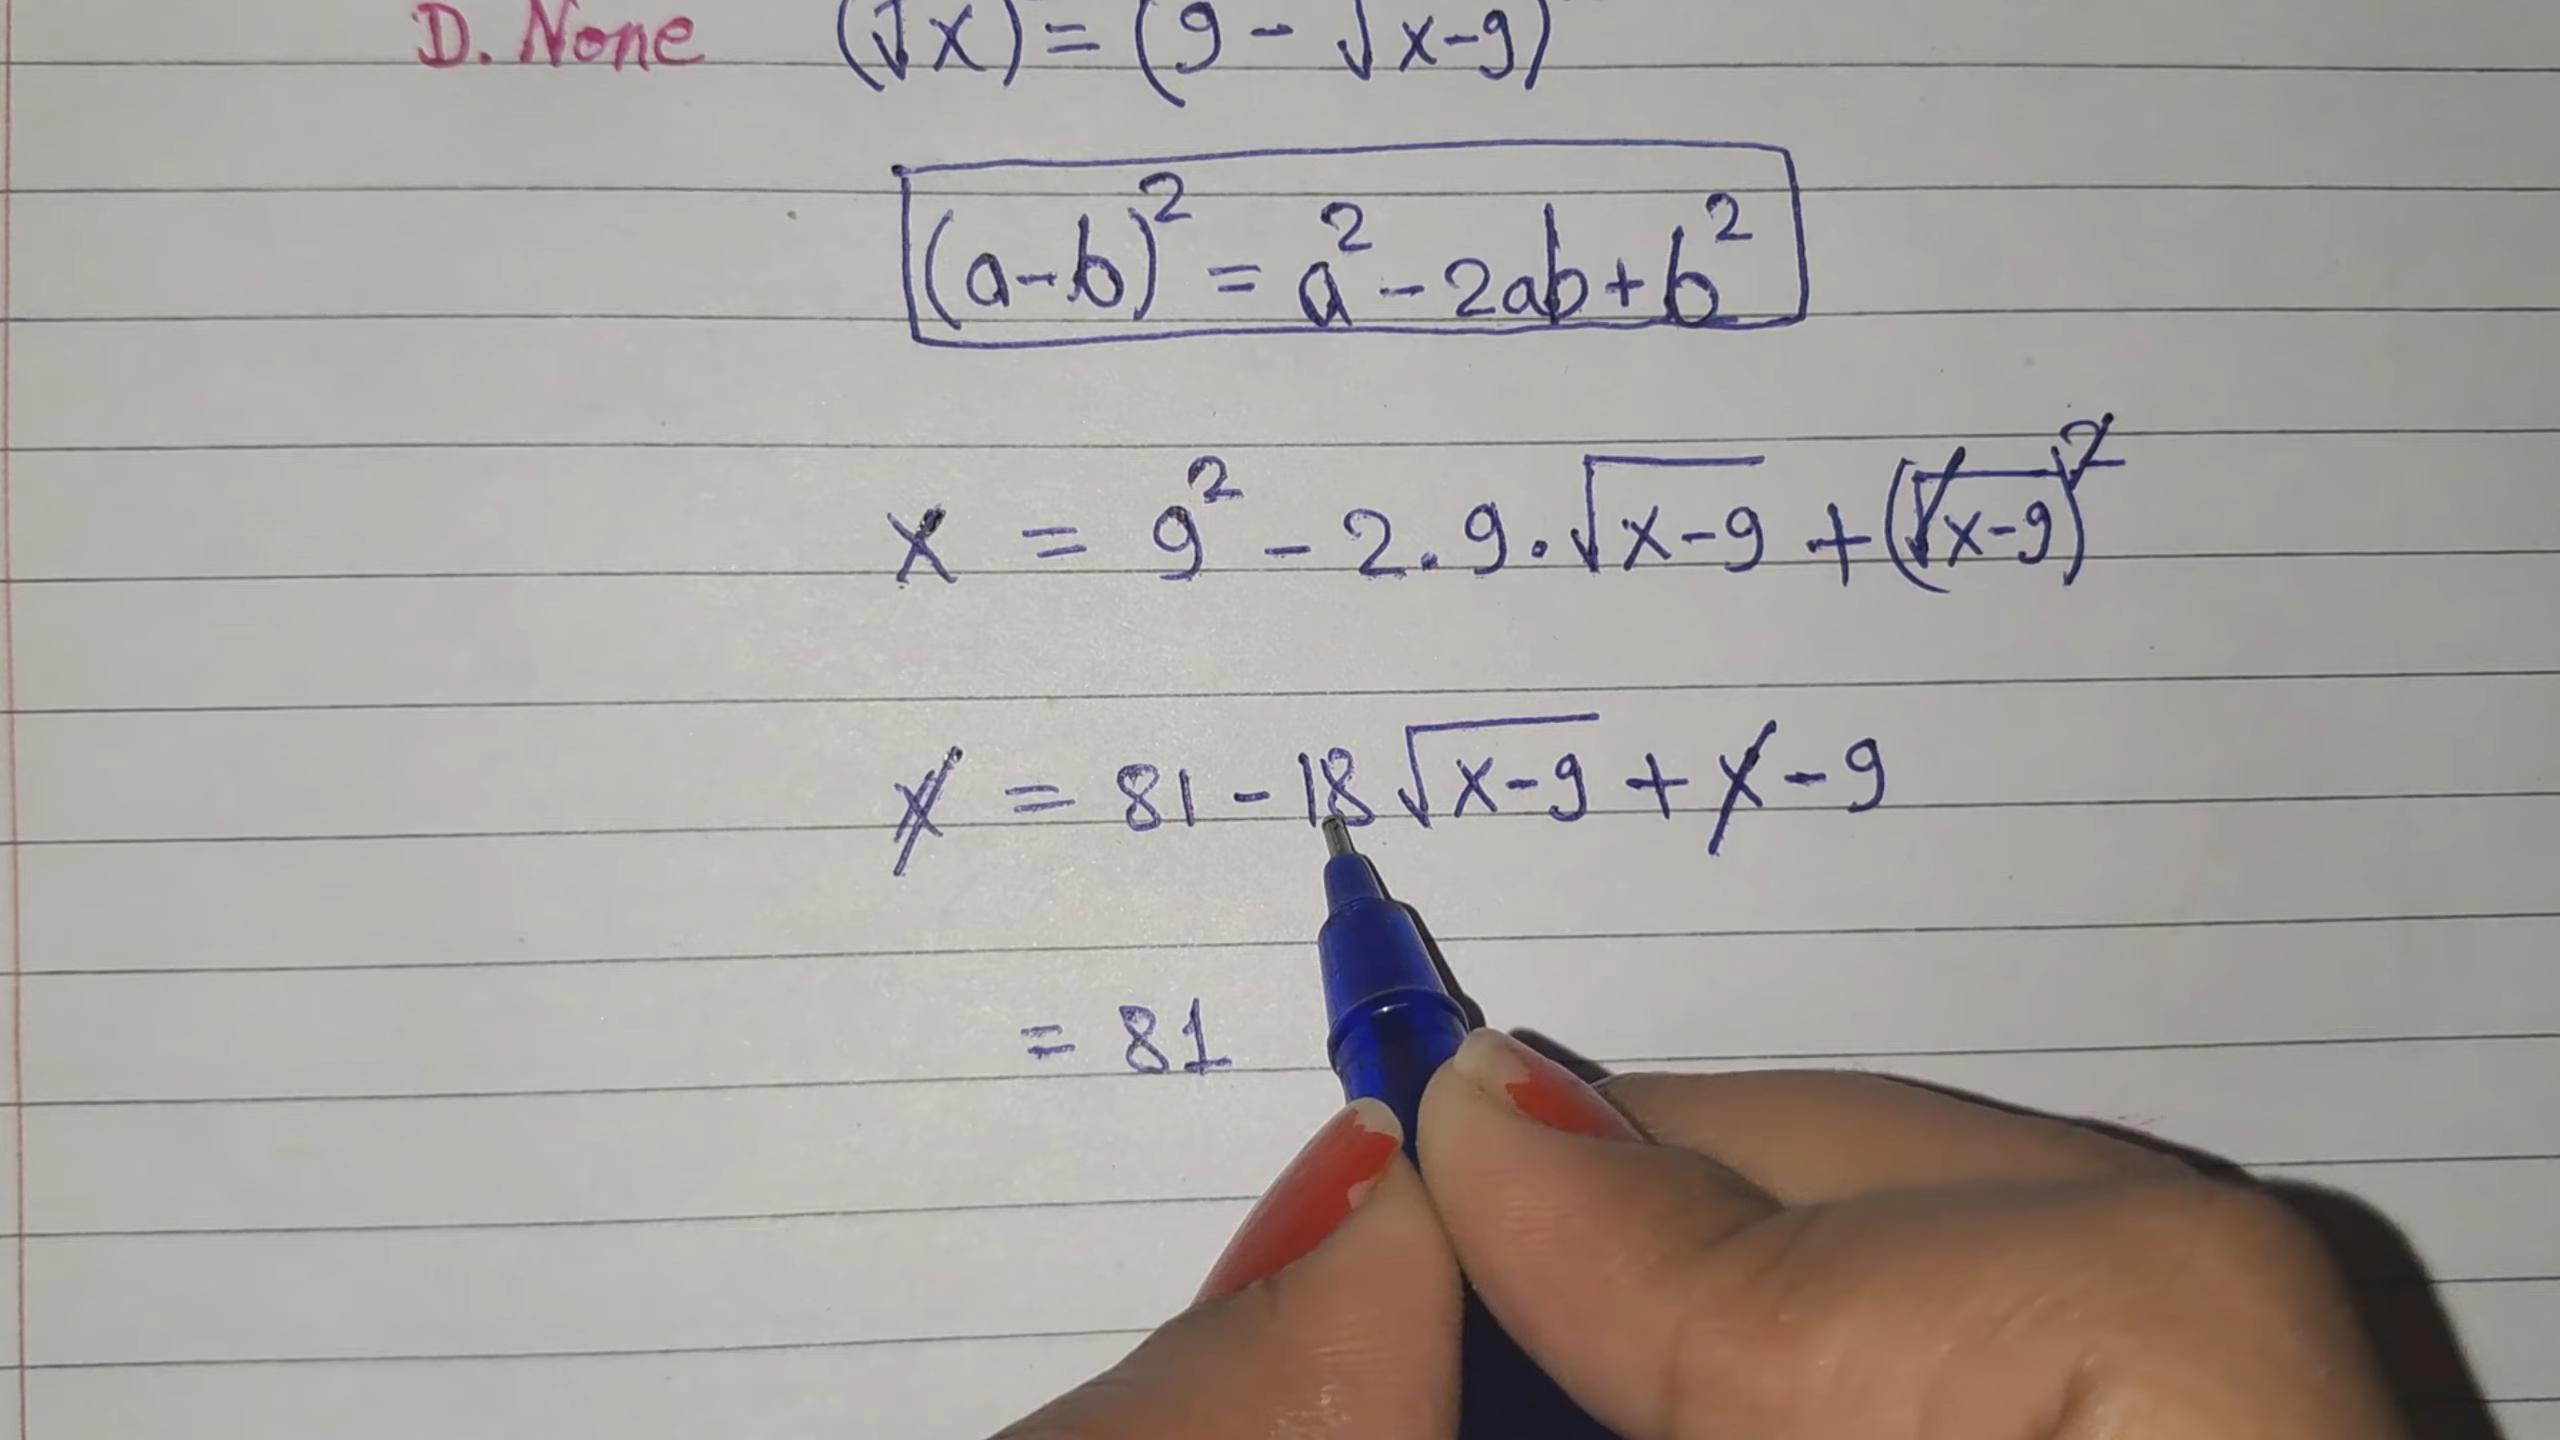 D. None (√x) = (9 - √x-9)
(a-b)² = a² - 2ab + b²
x = 9² - 2.9.√x-9 + (√x-9)²
x = 81 - 18√x-9 + x - 9
= 81